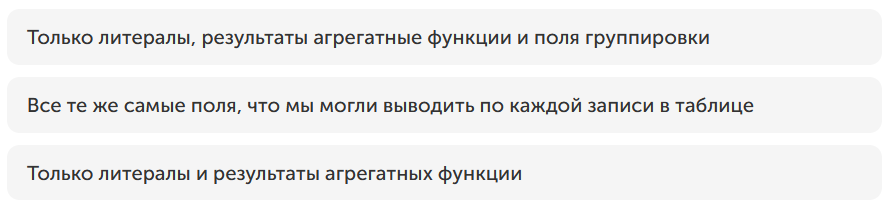 Только литералы, результаты агрегатные функции и поля группировки
Все те же самые поля, что мы могли выводить по каждой записи в таблице
Только литералы и результаты агрегатных функции